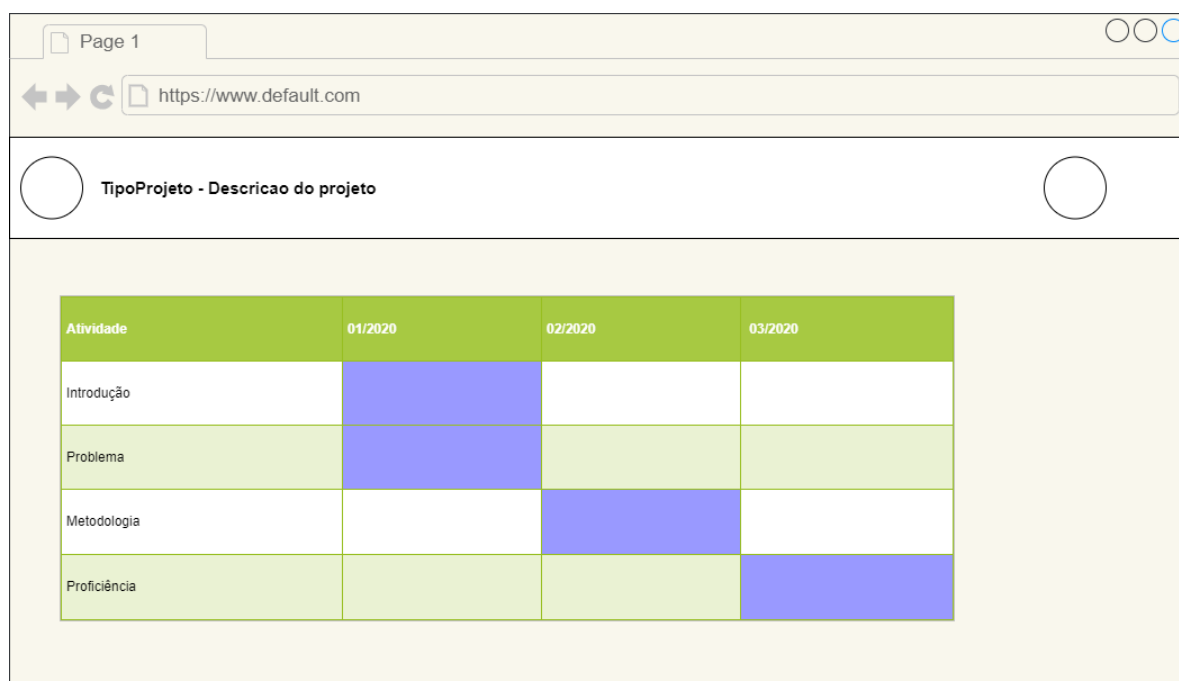 Page 1
https://www.default.com
TipoProjeto - Descricao do projeto
Atividade 01/2020 02/2020 03/2020
Introdução
Problema
Metodologia
Proficiência